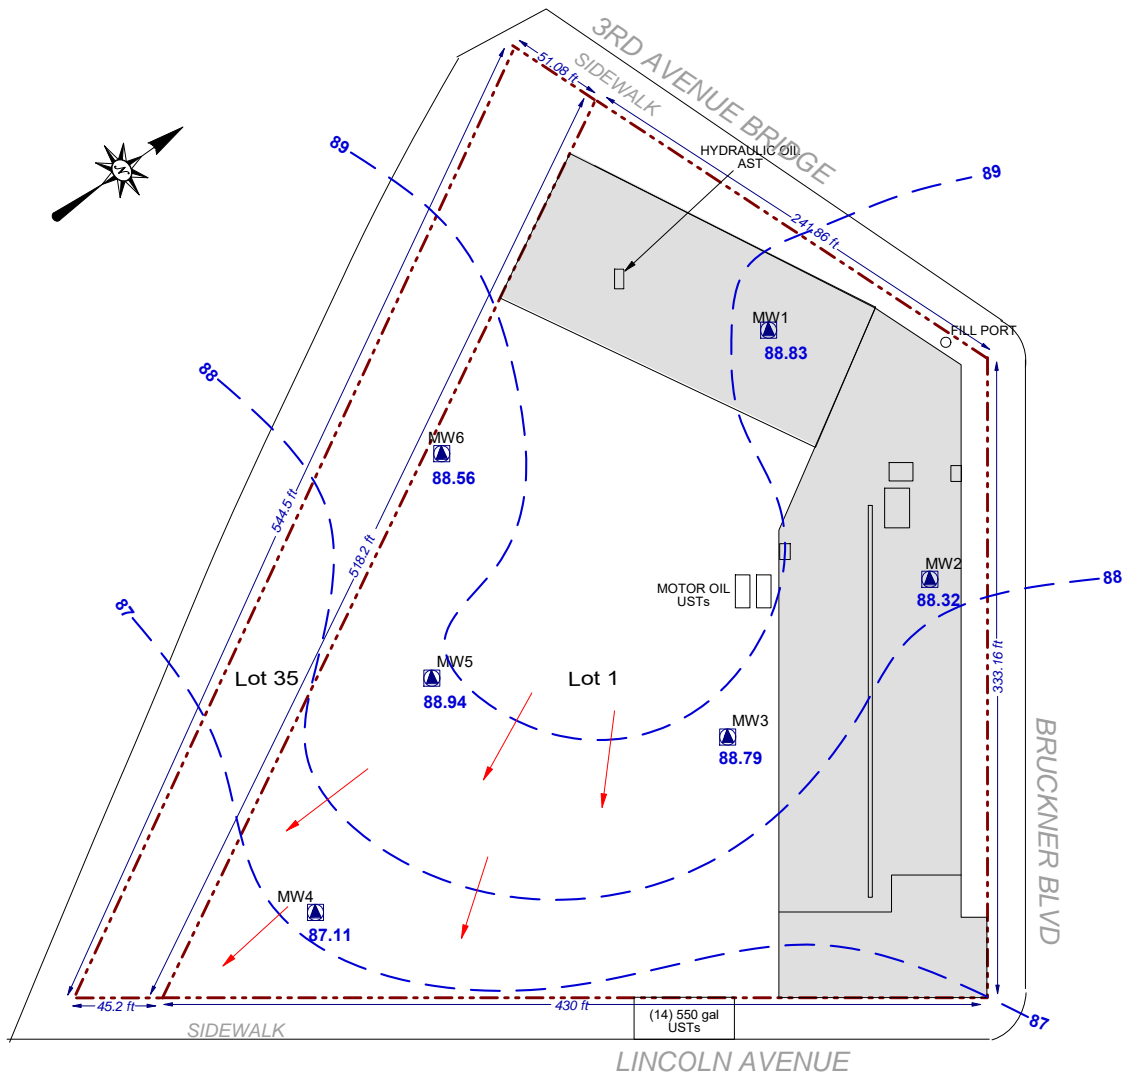 3RD AVENUE BRIDGE
SIDEWALK
51.08 ft
HYDRAULIC OIL
AST
89
89
241.86 ft
N
MW1
88.83
FILL PORT
88
MW6
88.56
544.5 ft
518.2 ft
MW2
88.32
88
MOTOR OIL
USTs
87
333.16 ft
Lot 35
MW5
88.94
Lot 1
MW3
88.79
BRUCKNER BLVD
MW4
87.11
45.2 ft
430 ft
87
SIDEWALK
(14) 550 gal
USTs
LINCOLN AVENUE